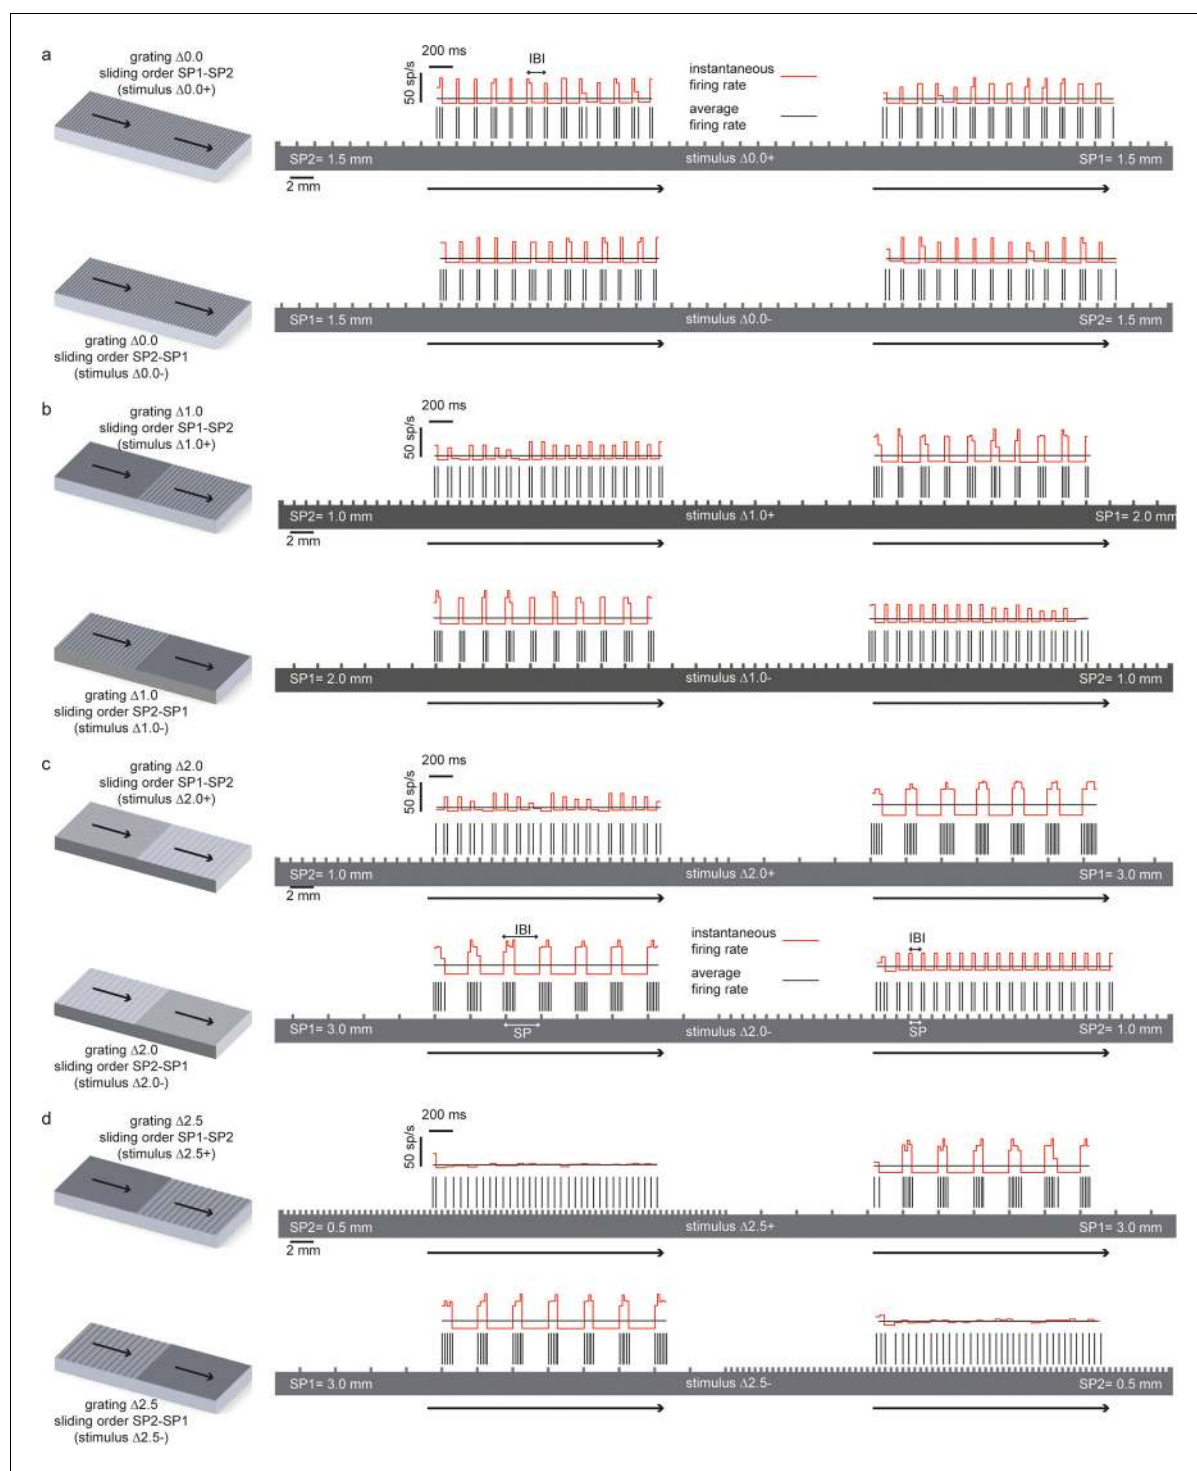 a
grating Δ0.0
sliding order SP1-SP2
(stimulus Δ0.0+)
200 ms
50 sp/s
IBI
instantaneous
firing rate
average
firing rate
SP2= 1.5 mm
stimulus Δ0.0+
SP1= 1.5 mm
2 mm
grating Δ0.0
sliding order SP2-SP1
(stimulus Δ0.0-)
SP1= 1.5 mm
stimulus Δ0.0-
SP2= 1.5 mm
b
grating Δ1.0
sliding order SP1-SP2
(stimulus Δ1.0+)
200 ms
50 sp/s
SP2= 1.0 mm
stimulus Δ1.0+
SP1= 2.0 mm
2 mm
grating Δ1.0
sliding order SP2-SP1
(stimulus Δ1.0-)
SP1= 2.0 mm
stimulus Δ1.0-
SP2= 1.0 mm
c
grating Δ2.0
sliding order SP1-SP2
(stimulus Δ2.0+)
200 ms
50 sp/s
SP2= 1.0 mm
stimulus Δ2.0+
SP1= 3.0 mm
2 mm
IBI
instantaneous
firing rate
average
firing rate
IBI
SP1= 3.0 mm
SP
stimulus Δ2.0-
SP
SP2= 1.0 mm
grating Δ2.0
sliding order SP2-SP1
(stimulus Δ2.0-)
d
grating Δ2.5
sliding order SP1-SP2
(stimulus Δ2.5+)
200 ms
50 sp/s
SP2= 0.5 mm
stimulus Δ2.5+
SP1= 3.0 mm
2 mm
SP1= 3.0 mm
stimulus Δ2.5-
SP2= 0.5 mm
grating Δ2.5
sliding order SP2-SP1
(stimulus Δ2.5-)